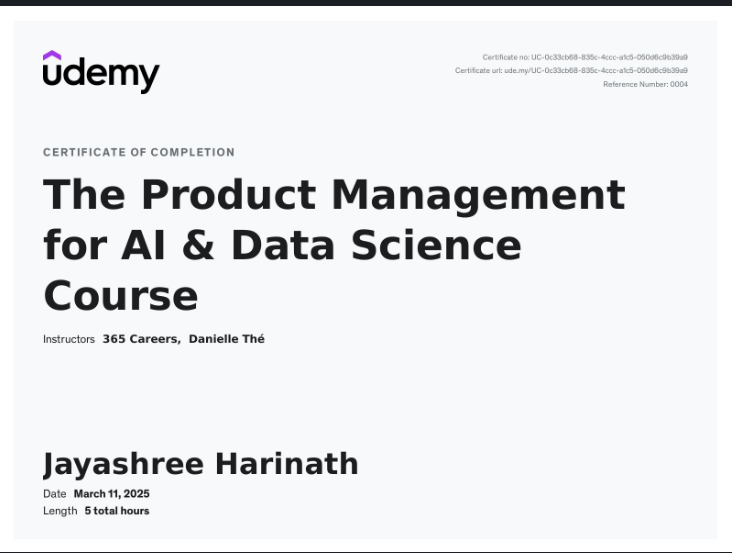 udemy
Certificate no: UC-0c33cb68-835c-4ccc-a1c5-050d6c9b39a9
Certificate url: ude.my/UC-0c33cb68-835c-4ccc-a1c5-050d6c9b39a9
Reference Number: 0004
CERTIFICATE OF COMPLETION
The Product Management
for AI & Data Science
Course
Instructors 365 Careers, Danielle Thé
Jayashree Harinath
Date March 11, 2025
Length 5 total hours